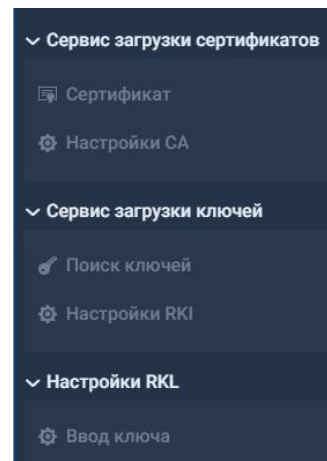 Сервис загрузки сертификатов
Сертификат
Настройки CA
Сервис загрузки ключей
Поиск ключей
Настройки RKI
Настройки RKL
Ввод ключа